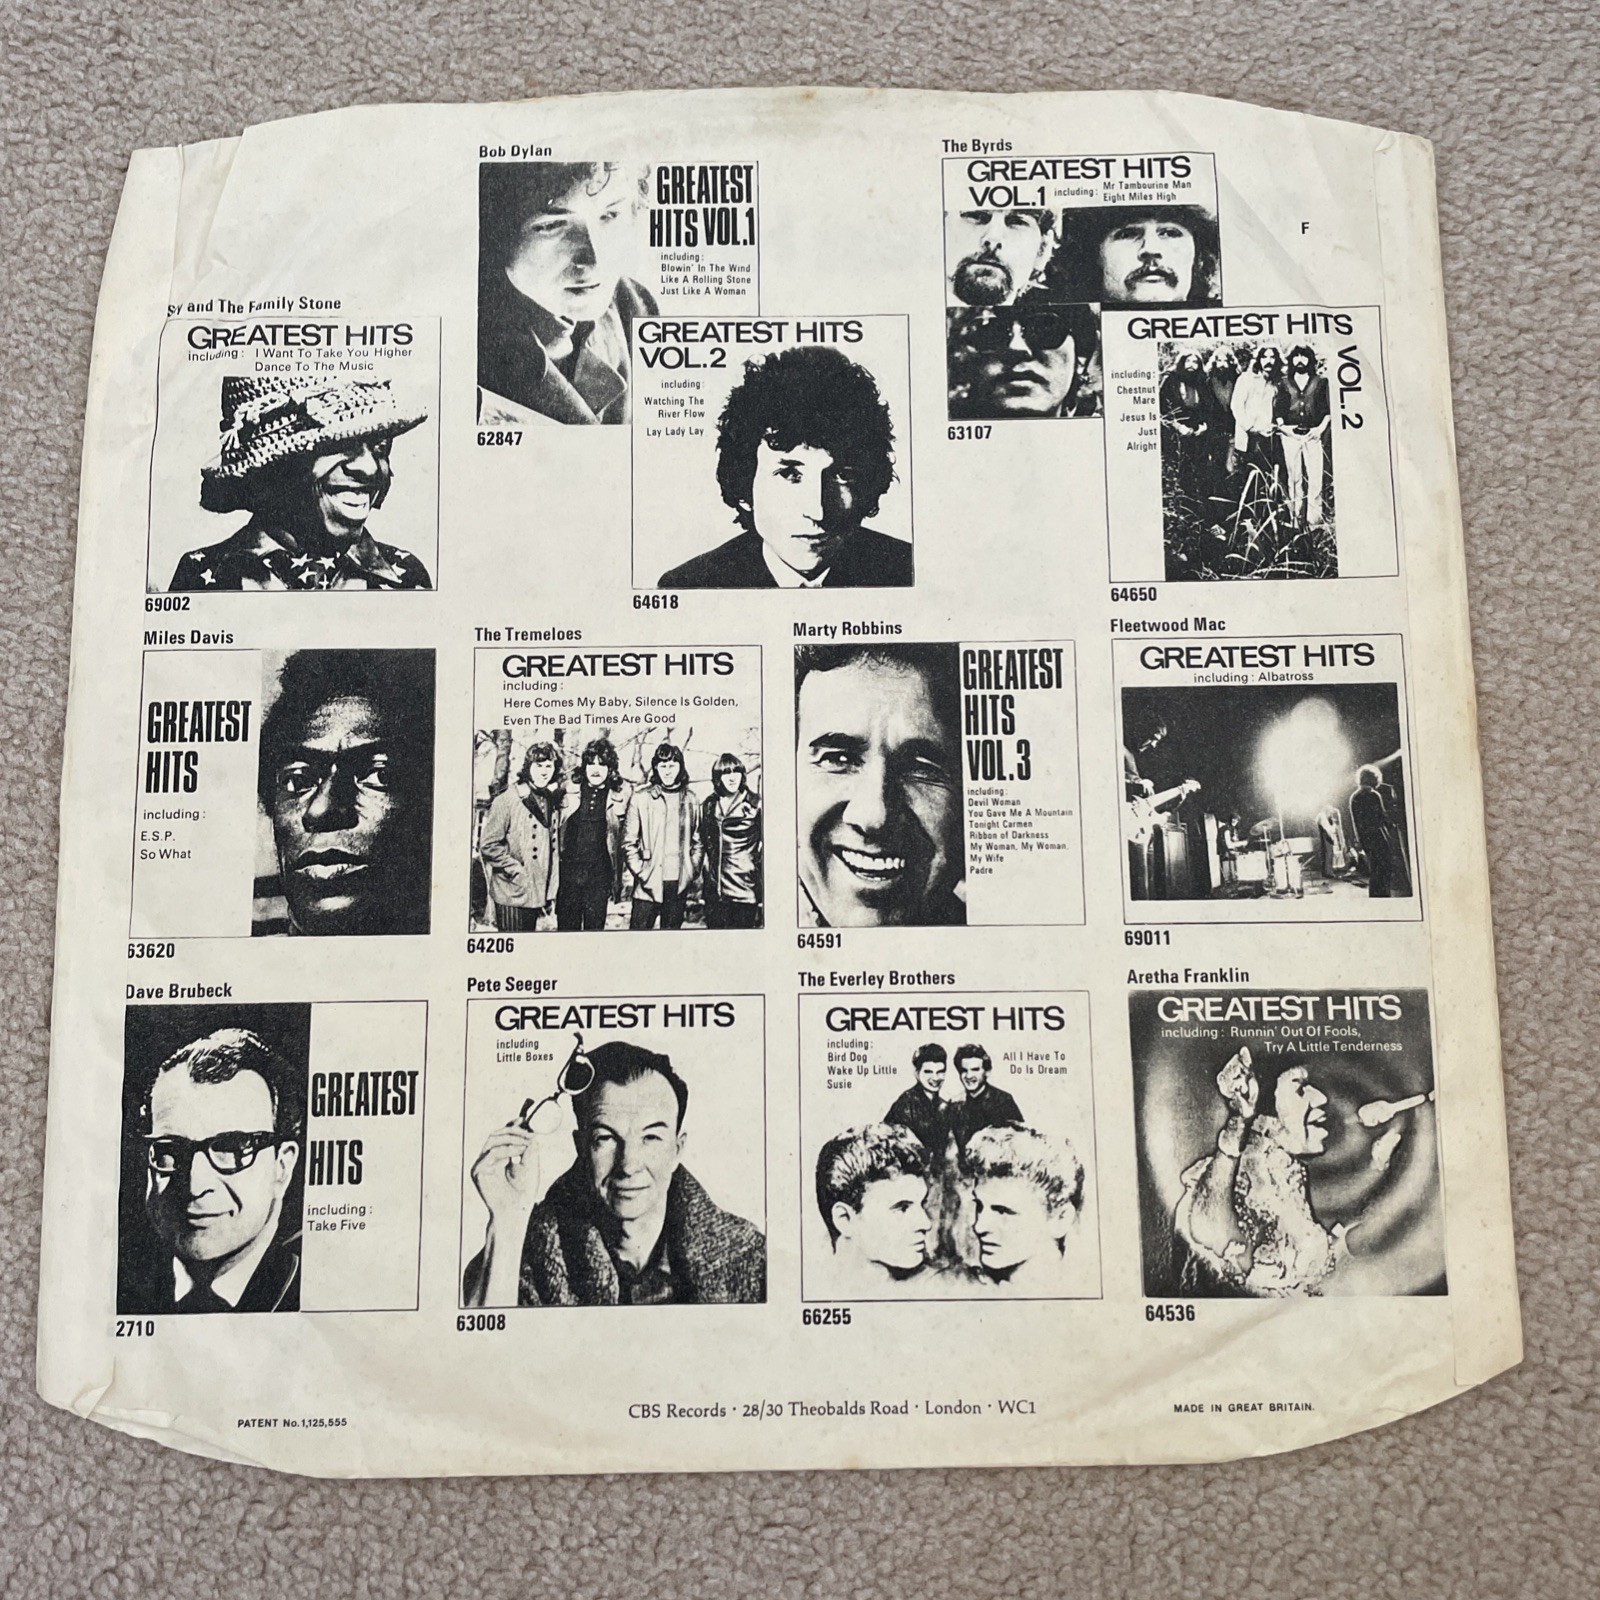 Bob Dylan
GREATEST
HITS VOL.1
including:
Blowin' In The Wind
Like A Rolling Stone
Just Like A Woman
62847
GREATEST HITS
VOL.2
including:
Watching The
River Flow
Lay Lady Lay
64618
The Byrds
GREATEST HITS
VOL.1 including: Mr Tambourine Man
Eight Miles High
63107
F
GREATEST HITS
VOL.2
including:
Chestnut
Mare
Jesus Is
Just
Alright
64650
y and The Family Stone
GREATEST HITS
including: I Want To Take You Higher
Dance To The Music
69002
Miles Davis
GREATEST
HITS
including:
E.S.P.
So What
63620
The Tremeloes
GREATEST HITS
including:
Here Comes My Baby, Silence Is Golden,
Even The Bad Times Are Good
64206
Marty Robbins
GREATEST
HITS
VOL.3
including:
Devil Woman
You Gave Me A Mountain
Tonight Carmen
Ribbon of Darkness
My Woman, My Woman,
My Wife
Padre
64591
Fleetwood Mac
GREATEST HITS
including: Albatross
69011
Dave Brubeck
GREATEST
HITS
including:
Take Five
2710
Pete Seeger
GREATEST HITS
including
Little Boxes
63008
The Everley Brothers
GREATEST HITS
including:
Bird Dog
Wake Up Little
Susie
All I Have To
Do Is Dream
66255
Aretha Franklin
GREATEST HITS
including: Runnin' Out Of Fools,
Try A Little Tenderness
64536
PATENT No. 1,125,555
CBS Records · 28/30 Theobalds Road · London · WC1
MADE IN GREAT BRITAIN.